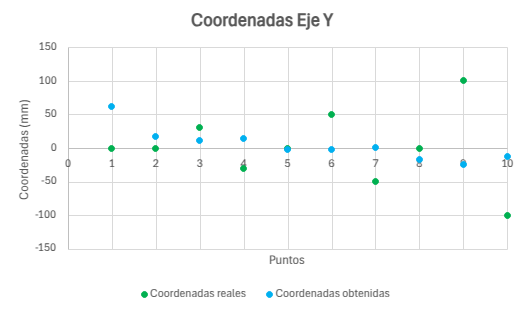 Coordenadas Eje Y
150
100
50
0
-50
-100
-150
0 1 2 3 4 5 6 7 8 9 10
Coordenadas (mm)
Puntos
Coordenadas reales Coordenadas obtenidas